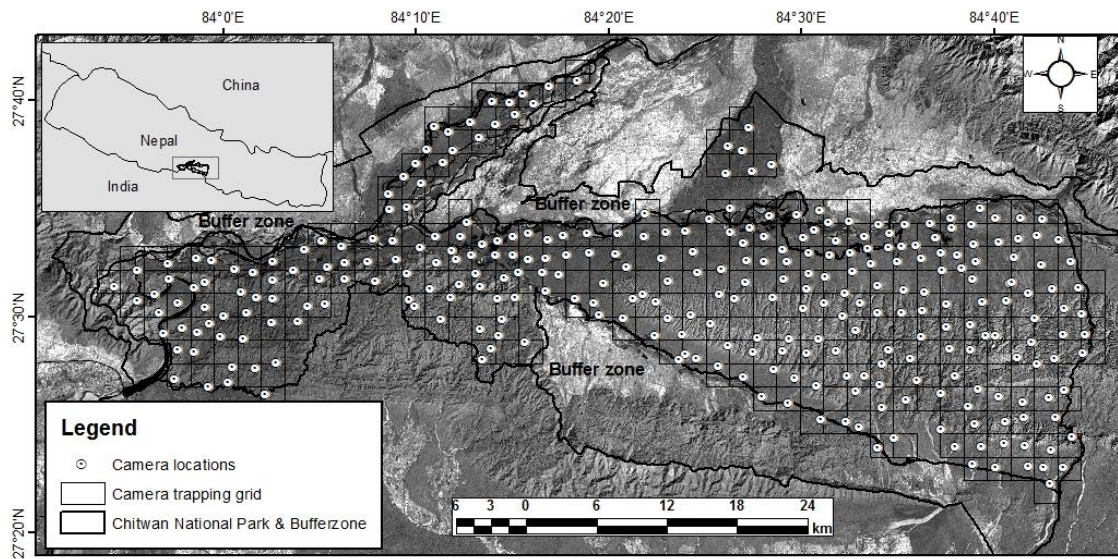 84°0'E 84°10'E 84°20'E 84°30'E 84°40'E
27°40'N
27°30'N
27°20'N
China
Nepal
India
N
W E
S
Buffer zone
Buffer zone
Buffer zone
Legend
Camera locations
Camera trapping grid
Chitwan National Park & Bufferzone
6 3 0 6 12 18 24
km